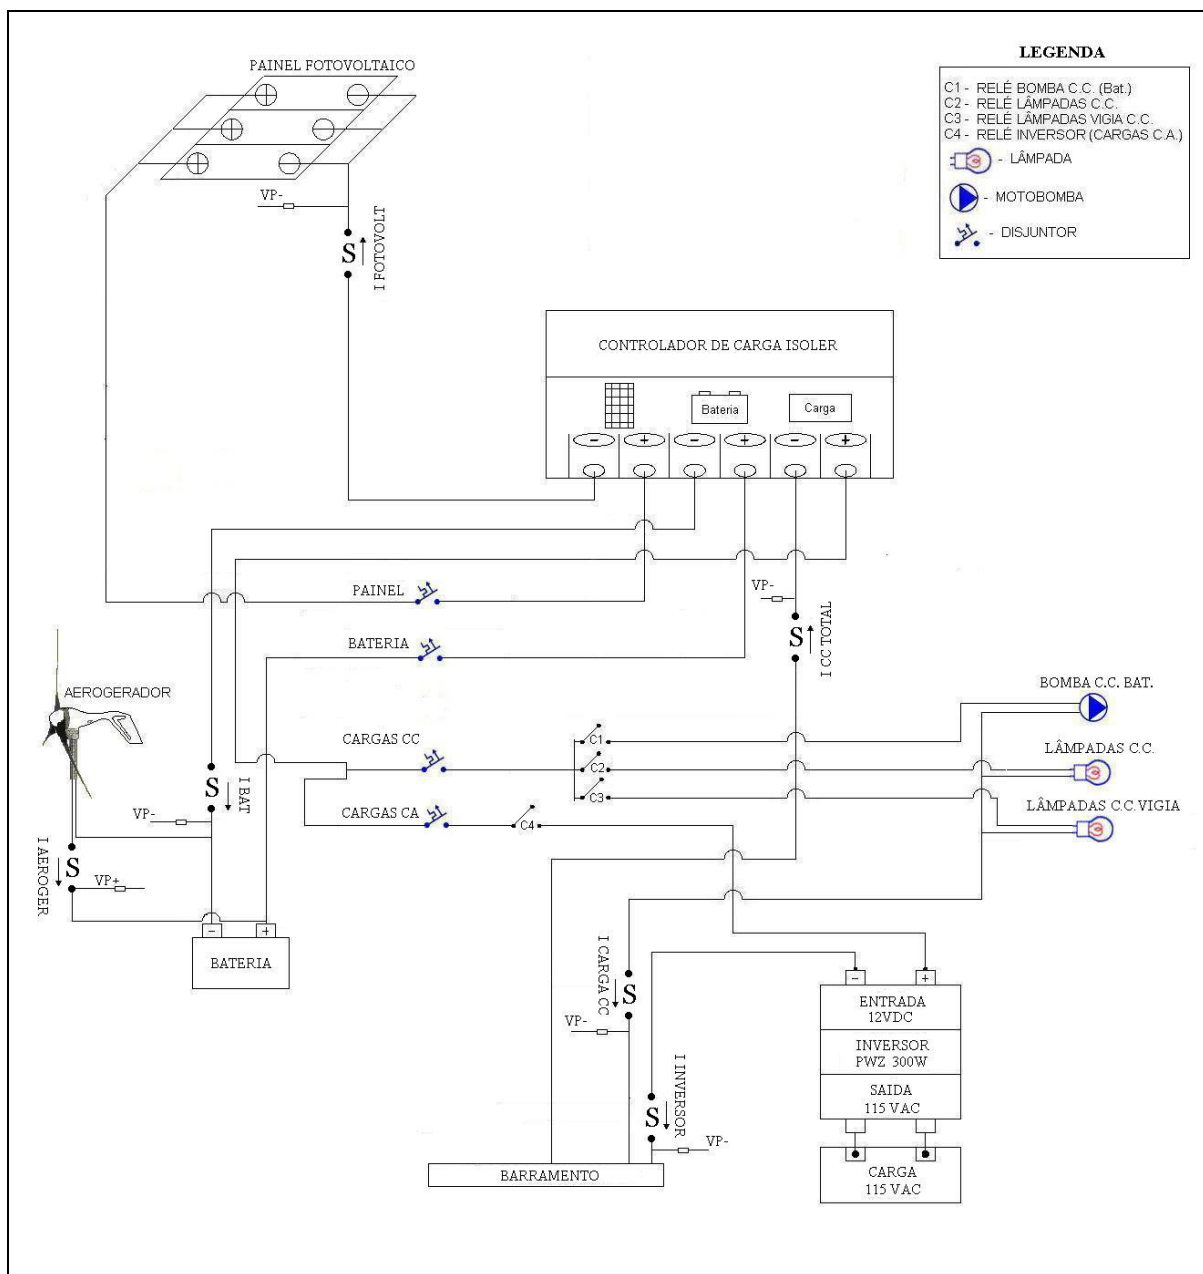 LEGENDA
C1 - RELÉ BOMBA C.C. (Bat.)
C2 - RELÉ LÂMPADAS C.C.
C3 - RELÉ LÂMPADAS VIGIA C.C.
C4 - RELÉ INVERSOR (CARGAS C.A.)
- LÂMPADA
- MOTOBOMBA
- DISJUNTOR
PAINEL FOTOVOLTAICO
VP-
S
I FOTOVOLT
CONTROLADOR DE CARGA ISOLER
Bateria
Carga
- + - + - +
PAINEL
VP-
BATERIA
S
I CC TOTAL
AEROGERADOR
BOMBA C.C. BAT.
CARGAS CC
C1
C2
C3
LÂMPADAS C.C.
S
I BAT
VP-
CARGAS CA
C4
LÂMPADAS C.C. VIGIA
S
I AEROGER
VP+
- +
BATERIA
I CARGA CC
S
VP-
- +
ENTRADA
12VDC
INVERSOR
PWZ 300W
SAIDA
115 VAC
S
I INVERSOR
VP-
BARRAMENTO
CARGA
115 VAC